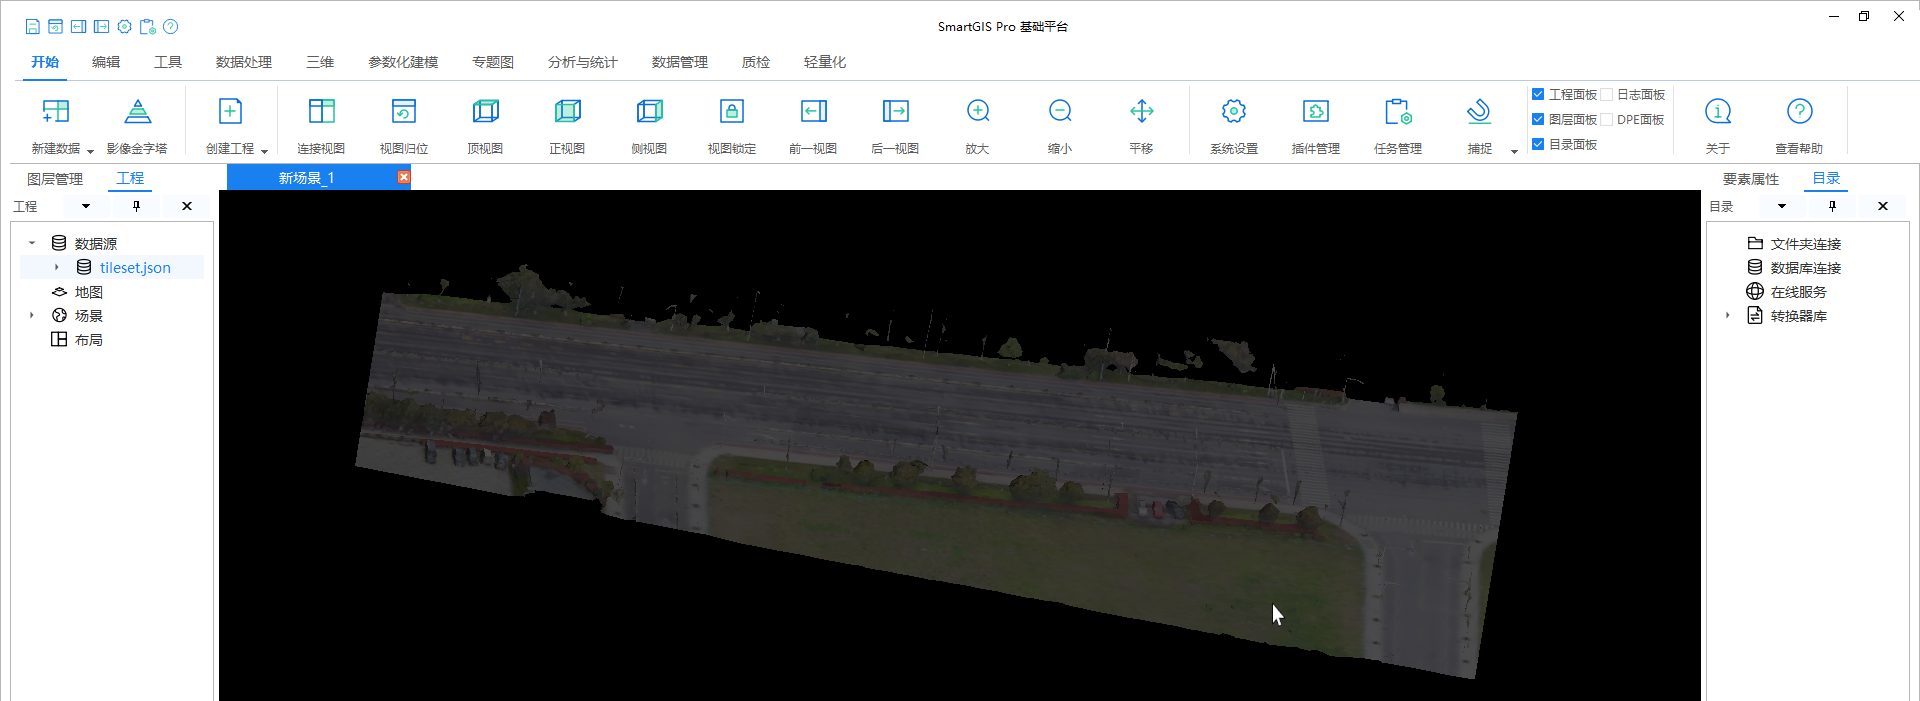 SmartGIS Pro 基础平台
开始 编辑 工具 数据处理 三维 参数化建模 专题图 分析与统计 数据管理 质检 轻量化
新建数据 影像金字塔 创建工程 连接视图 视图归位 顶视图 正视图 侧视图 视图锁定 前一视图 后一视图 放大 缩小 平移 系统设置 插件管理 任务管理 捕捉
工程面板 日志面板
图层面板 DPE面板
目录面板
关于 查看帮助
图层管理 工程
新场景_1
要素属性 目录
工程
目录
数据源
tileset.json
地图
场景
布局
文件夹连接
数据库连接
在线服务
转换器库